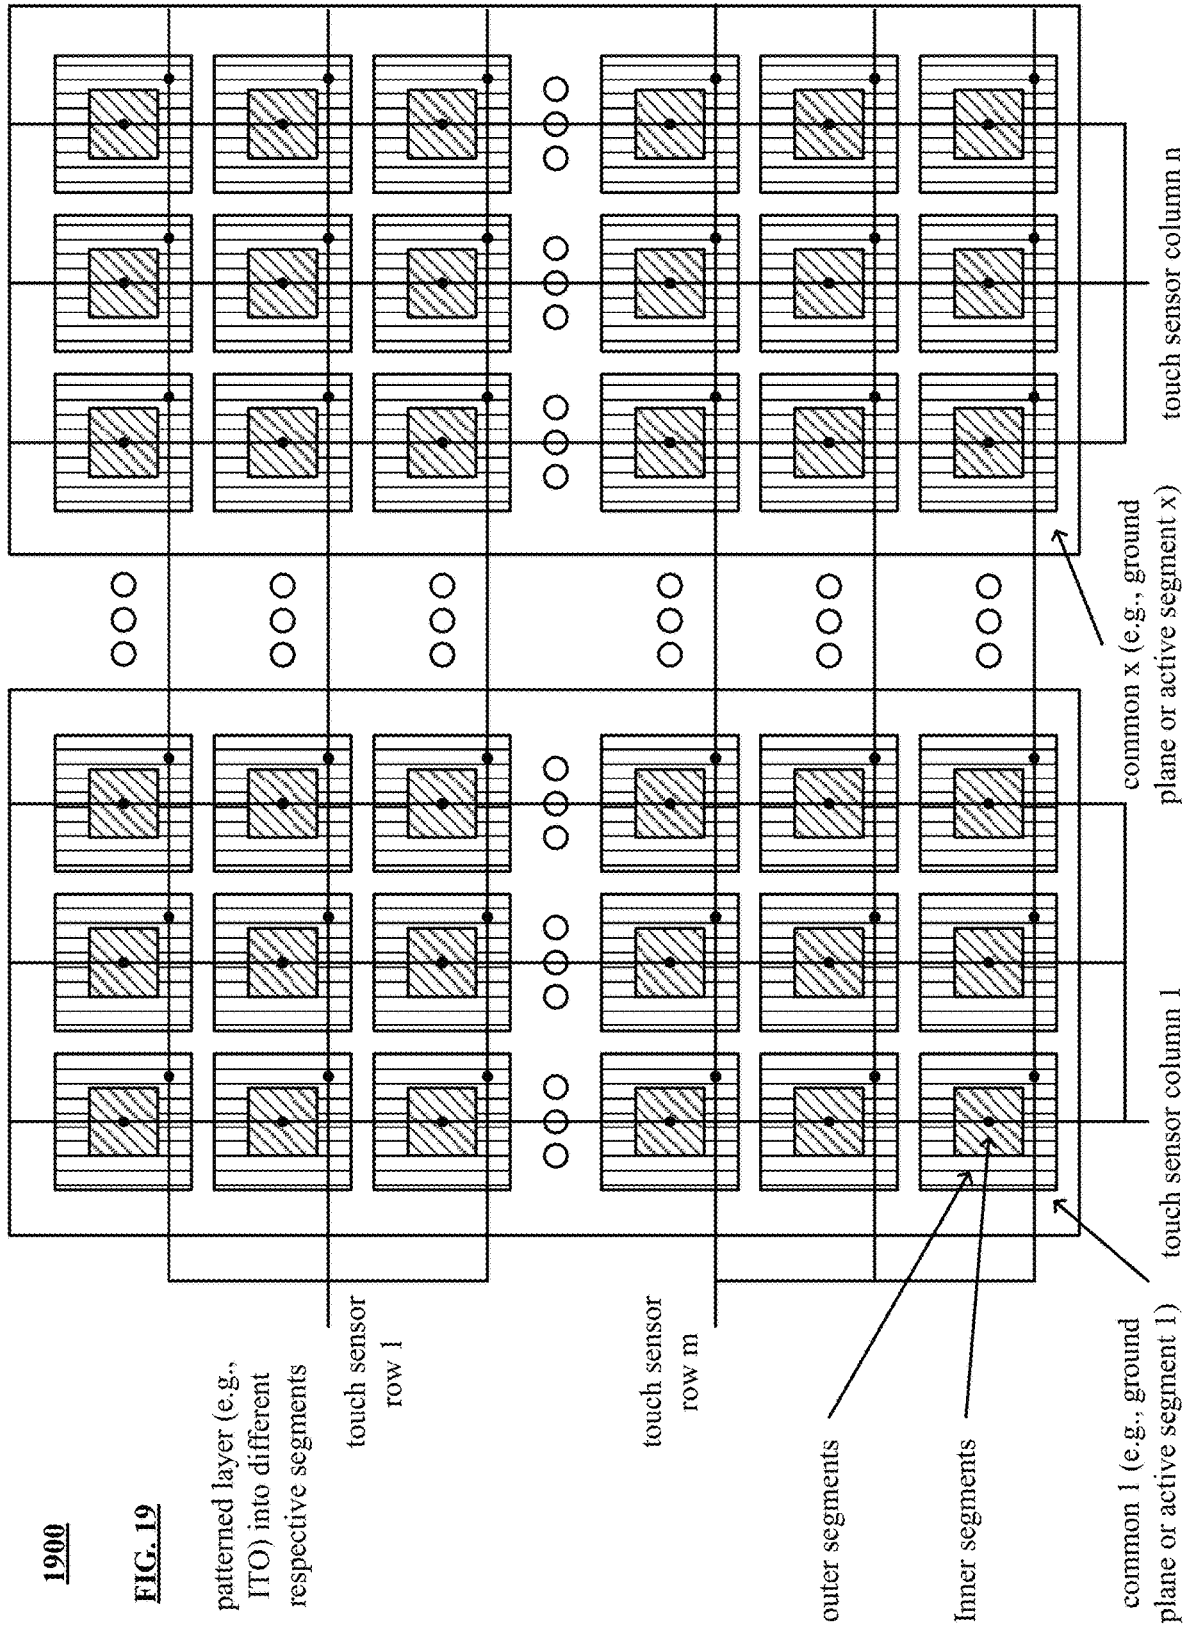 1900
FIG. 19
patterned layer (e.g.,
ITO) into different
respective segments
touch sensor
row 1
touch sensor
row m
outer segments
Inner segments
common 1 (e.g., ground
plane or active segment 1)
touch sensor column 1
common x (e.g., ground
plane or active segment x)
touch sensor column n